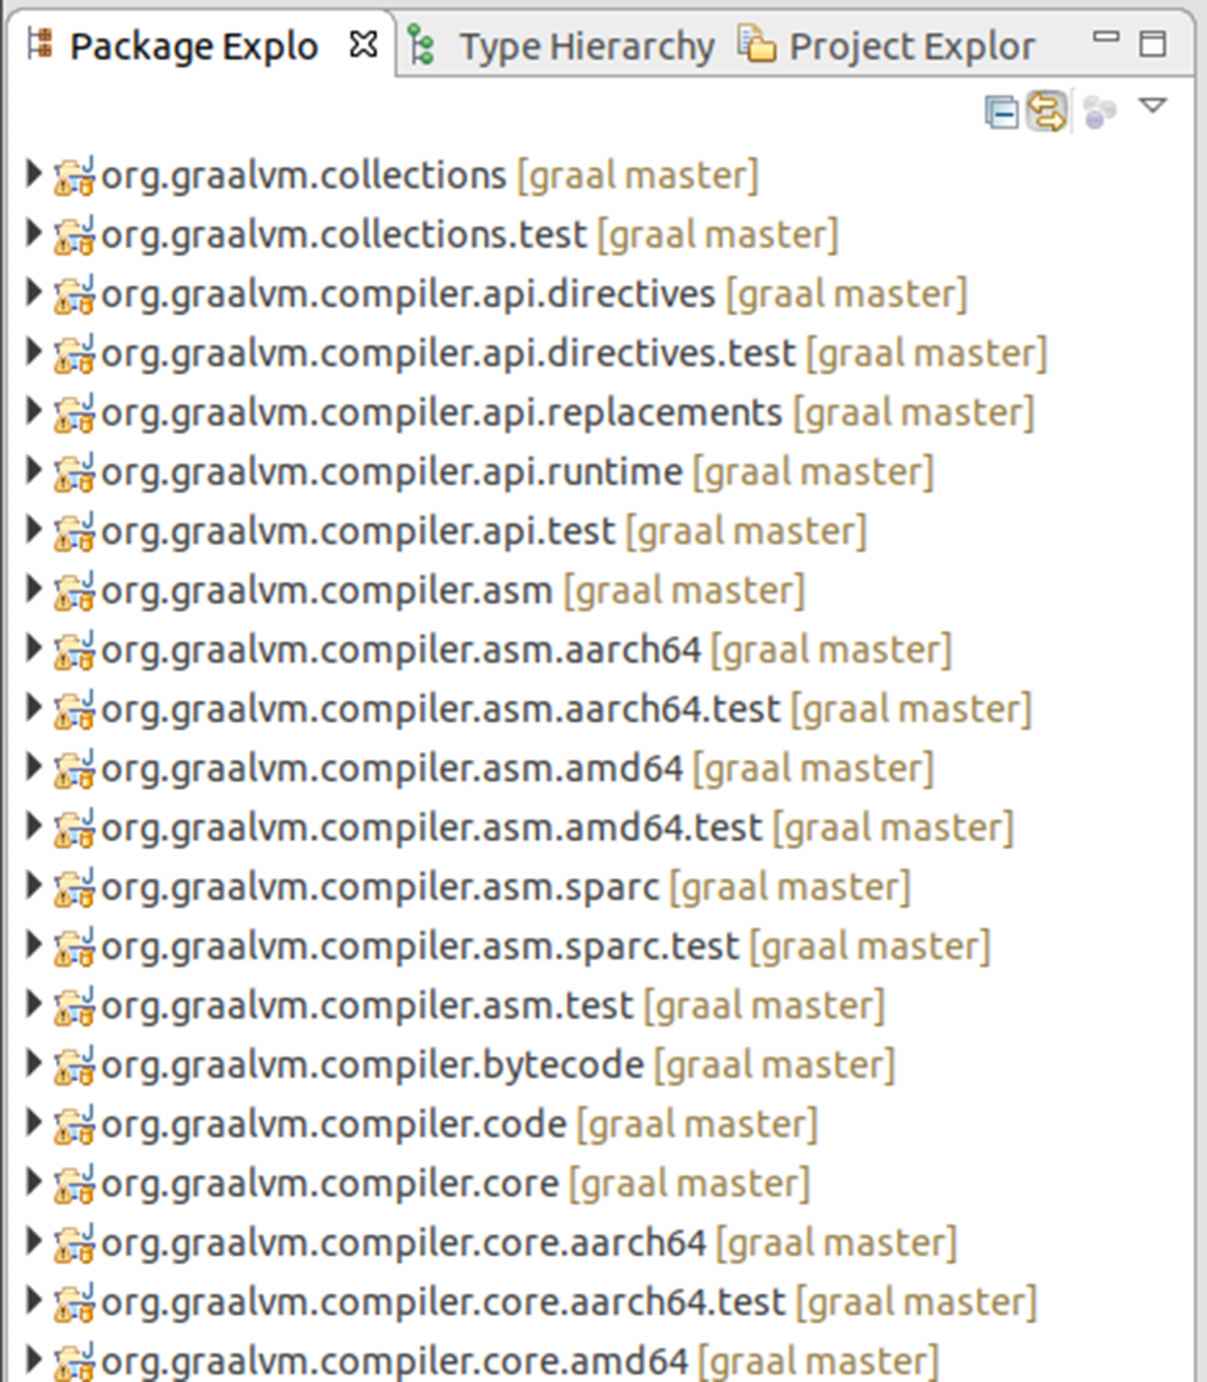 Package Explo Type Hierarchy Project Explor
org.graalvm.collections [graal master]
org.graalvm.collections.test [graal master]
org.graalvm.compiler.api.directives [graal master]
org.graalvm.compiler.api.directives.test [graal master]
org.graalvm.compiler.api.replacements [graal master]
org.graalvm.compiler.api.runtime [graal master]
org.graalvm.compiler.api.test [graal master]
org.graalvm.compiler.asm [graal master]
org.graalvm.compiler.asm.aarch64 [graal master]
org.graalvm.compiler.asm.aarch64.test [graal master]
org.graalvm.compiler.asm.amd64 [graal master]
org.graalvm.compiler.asm.amd64.test [graal master]
org.graalvm.compiler.asm.sparc [graal master]
org.graalvm.compiler.asm.sparc.test [graal master]
org.graalvm.compiler.asm.test [graal master]
org.graalvm.compiler.bytecode [graal master]
org.graalvm.compiler.code [graal master]
org.graalvm.compiler.core [graal master]
org.graalvm.compiler.core.aarch64 [graal master]
org.graalvm.compiler.core.aarch64.test [graal master]
org.graalvm.compiler.core.amd64 [graal master]